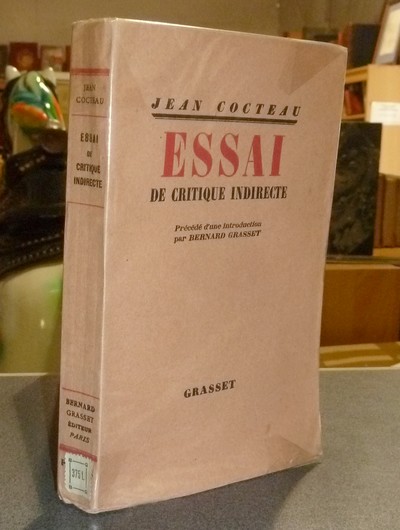 JEAN
COCTEAU
ESSAI
DE
CRITIQUE
INDIRECTE
BERNARD
GRASSET
EDITEUR
PARIS
JEAN COCTEAU
ESSAI
DE CRITIQUE INDIRECTE
Précédé d'une introduction
par BERNARD GRASSET
GRASSET